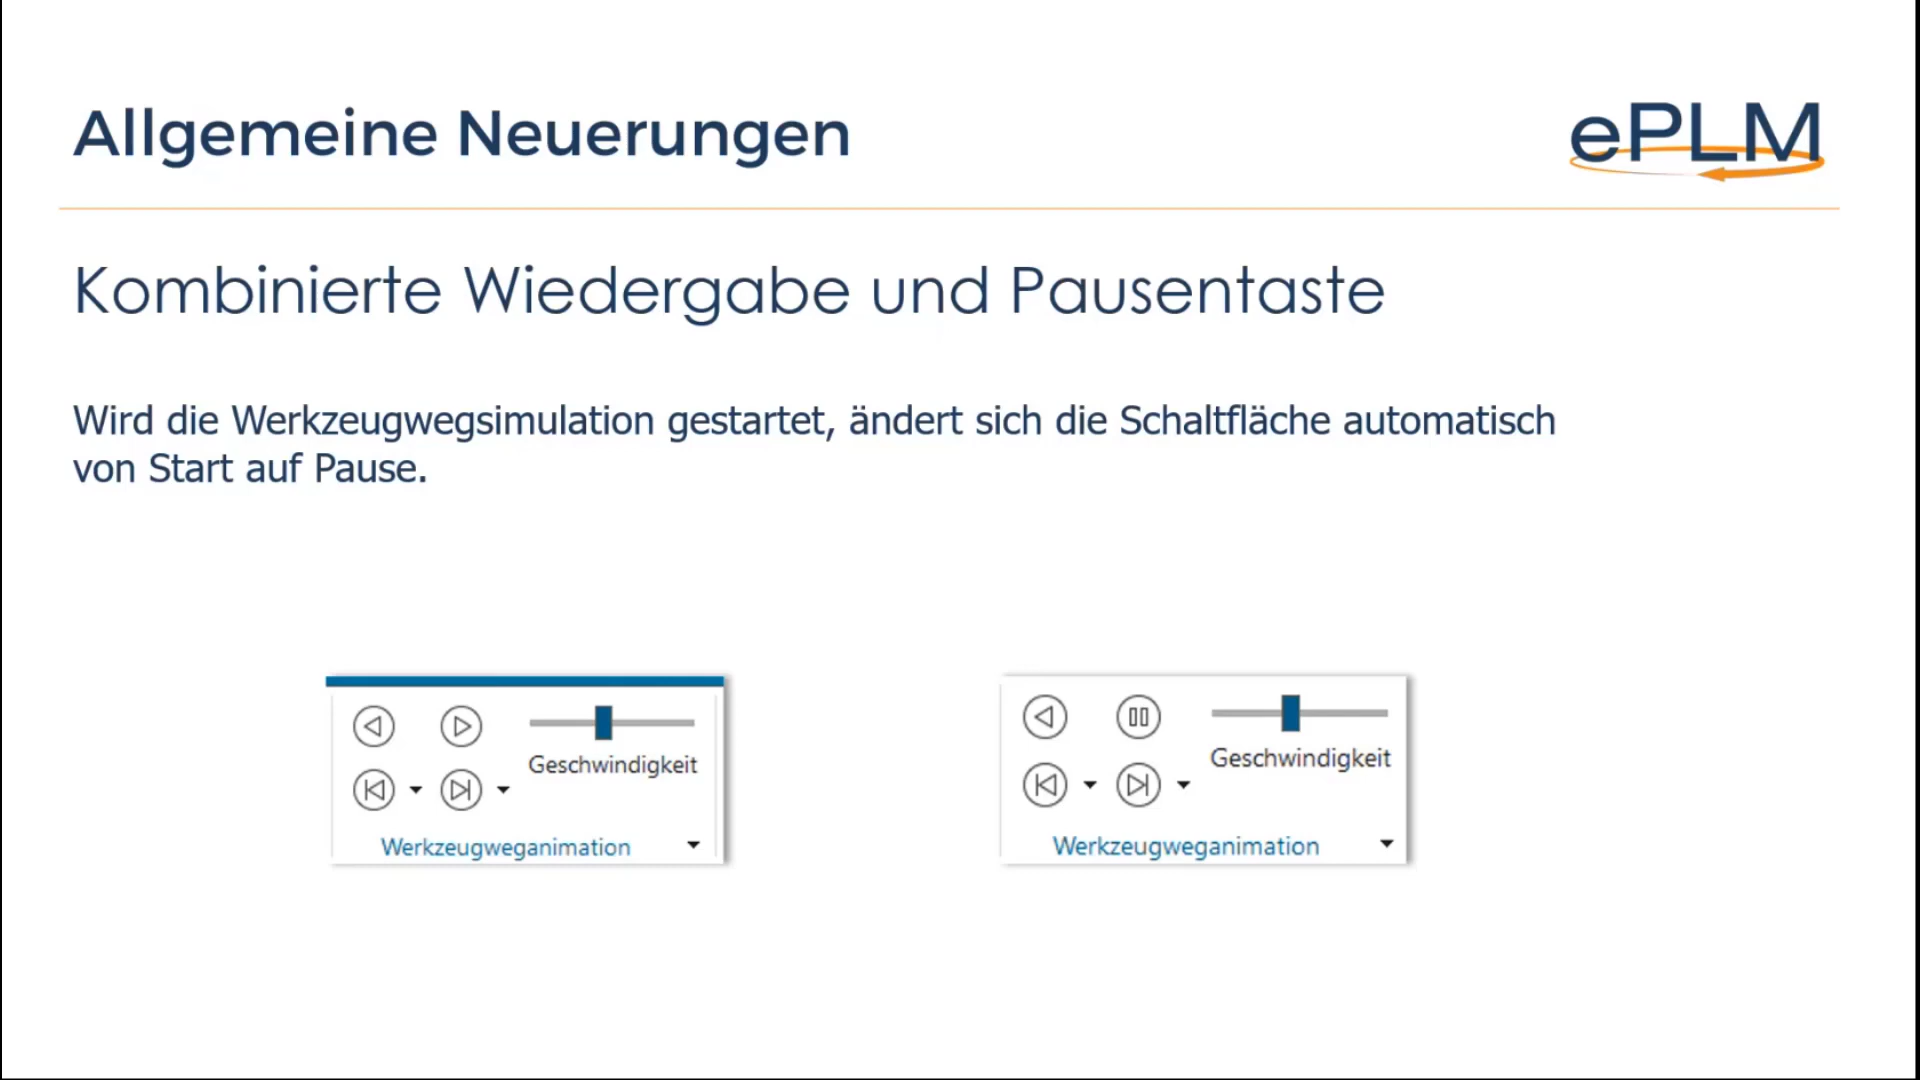 Allgemeine Neuerungen
ePLM
Kombinierte Wiedergabe und Pausentaste
Wird die Werkzeugwegsimulation gestartet, ändert sich die Schaltfläche automatisch
von Start auf Pause.
Geschwindigkeit
Werkzeugweganimation
Geschwindigkeit
Werkzeugweganimation